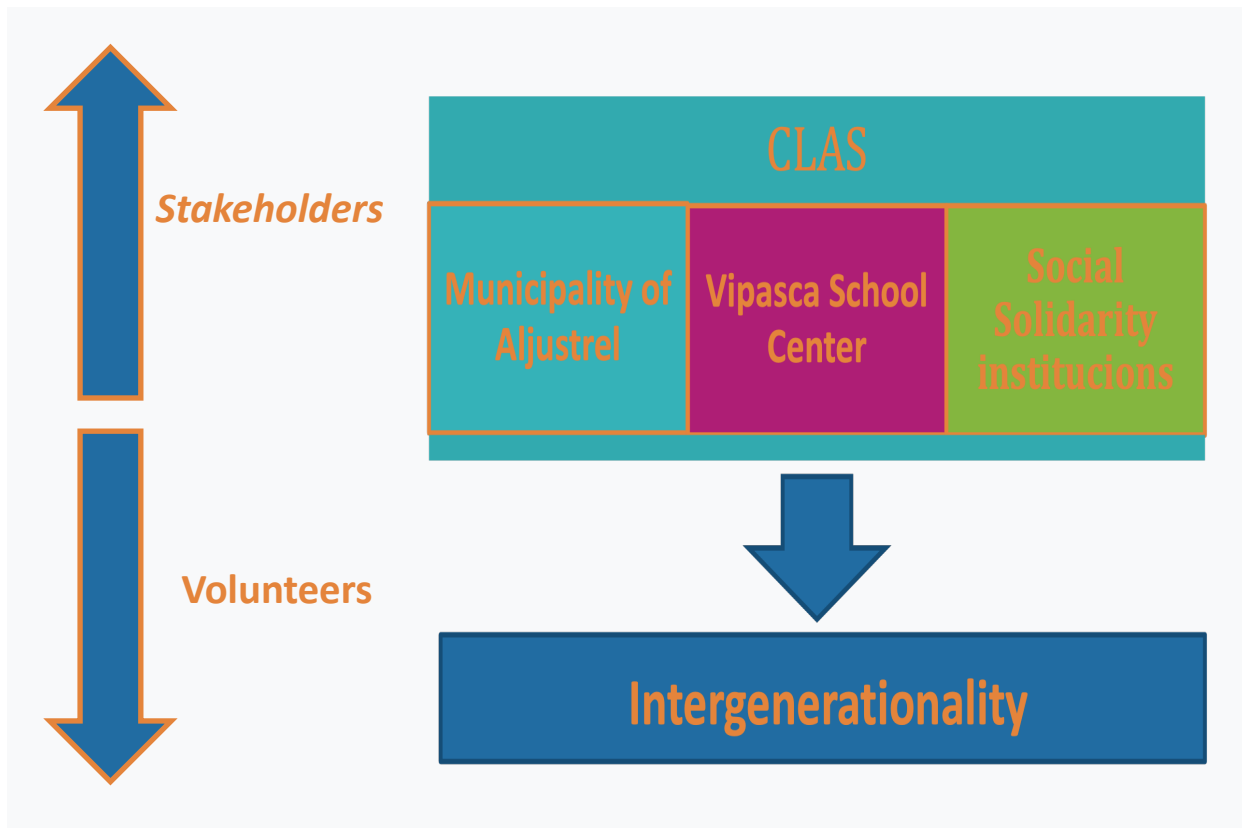 CLAS
Stakeholders
Municipality of
Aljustrel
Vipasca School
Center
Social
Solidarity
institucions
Volunteers
Intergenerationality